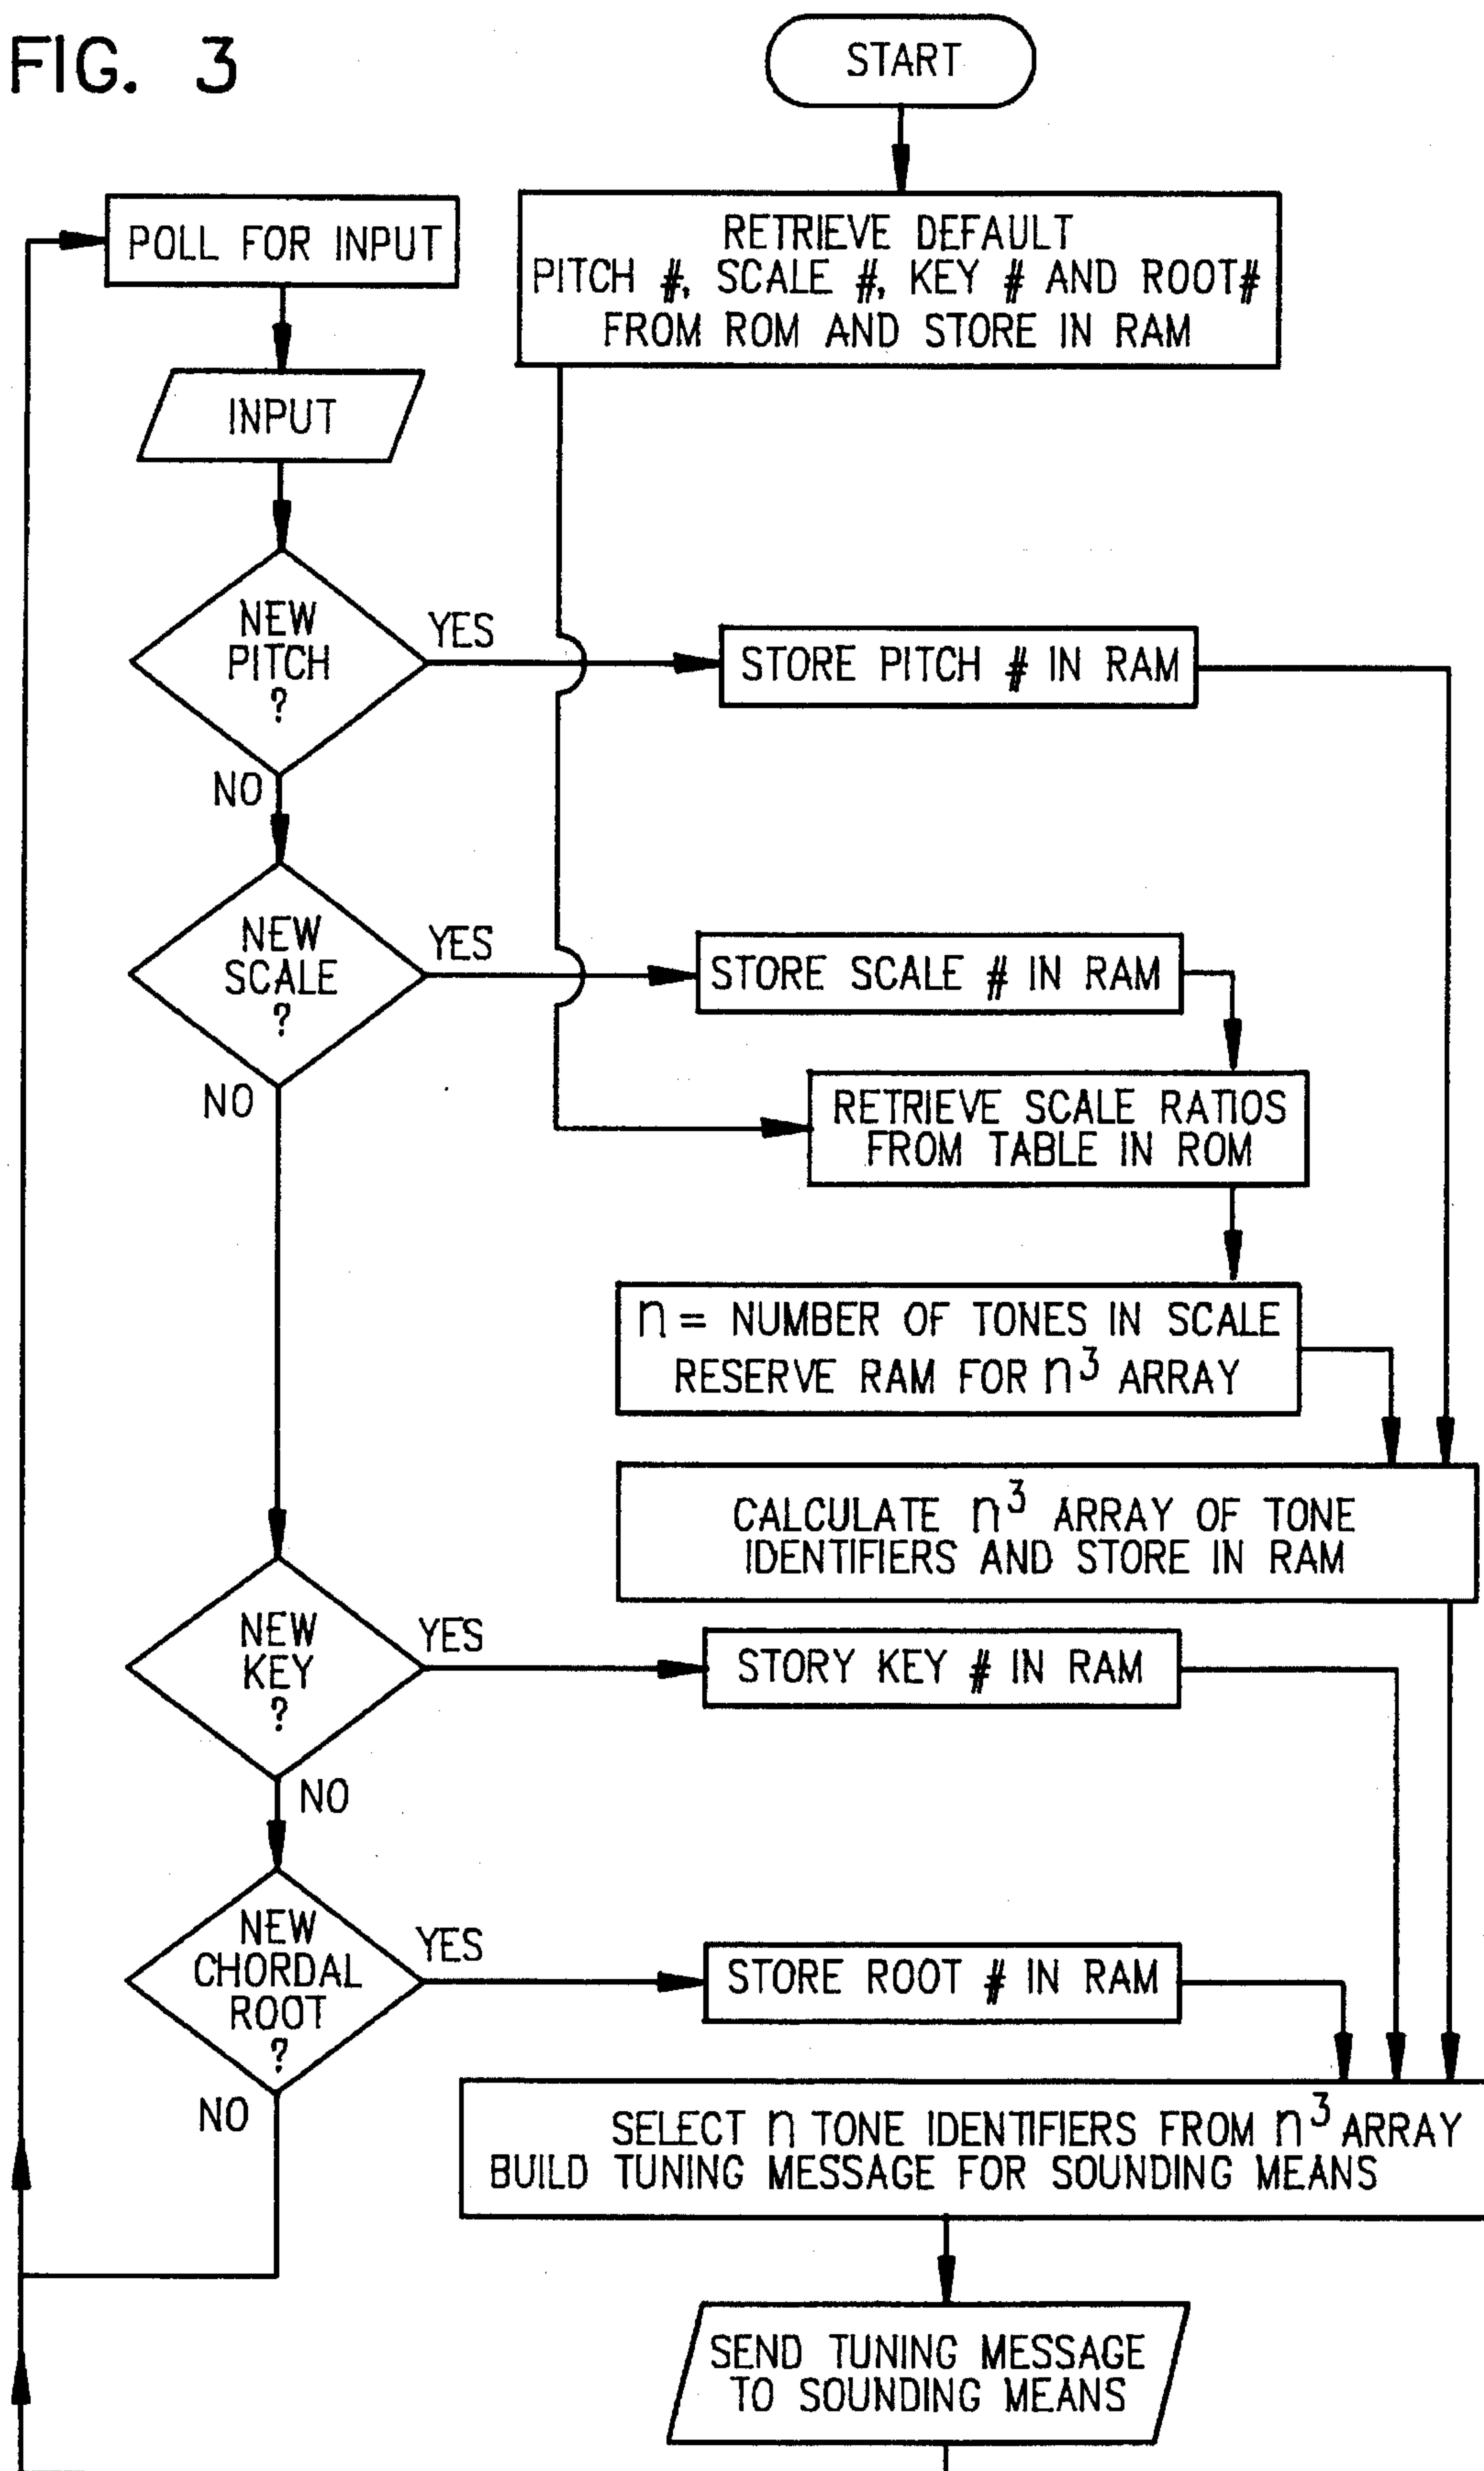 FIG. 3
START
RETRIEVE DEFAULT
PITCH #, SCALE #, KEY # AND ROOT#
FROM ROM AND STORE IN RAM
POLL FOR INPUT
INPUT
NEW
PITCH
?
YES
NO
STORE PITCH # IN RAM
NEW
SCALE
?
YES
NO
STORE SCALE # IN RAM
RETRIEVE SCALE RATIOS
FROM TABLE IN ROM
n = NUMBER OF TONES IN SCALE
RESERVE RAM FOR n³ ARRAY
CALCULATE n³ ARRAY OF TONE
IDENTIFIERS AND STORE IN RAM
NEW
KEY
?
YES
NO
STORY KEY # IN RAM
NEW
CHORDAL
ROOT
?
YES
NO
STORE ROOT # IN RAM
SELECT n TONE IDENTIFIERS FROM n³ ARRAY
BUILD TUNING MESSAGE FOR SOUNDING MEANS
SEND TUNING MESSAGE
TO SOUNDING MEANS